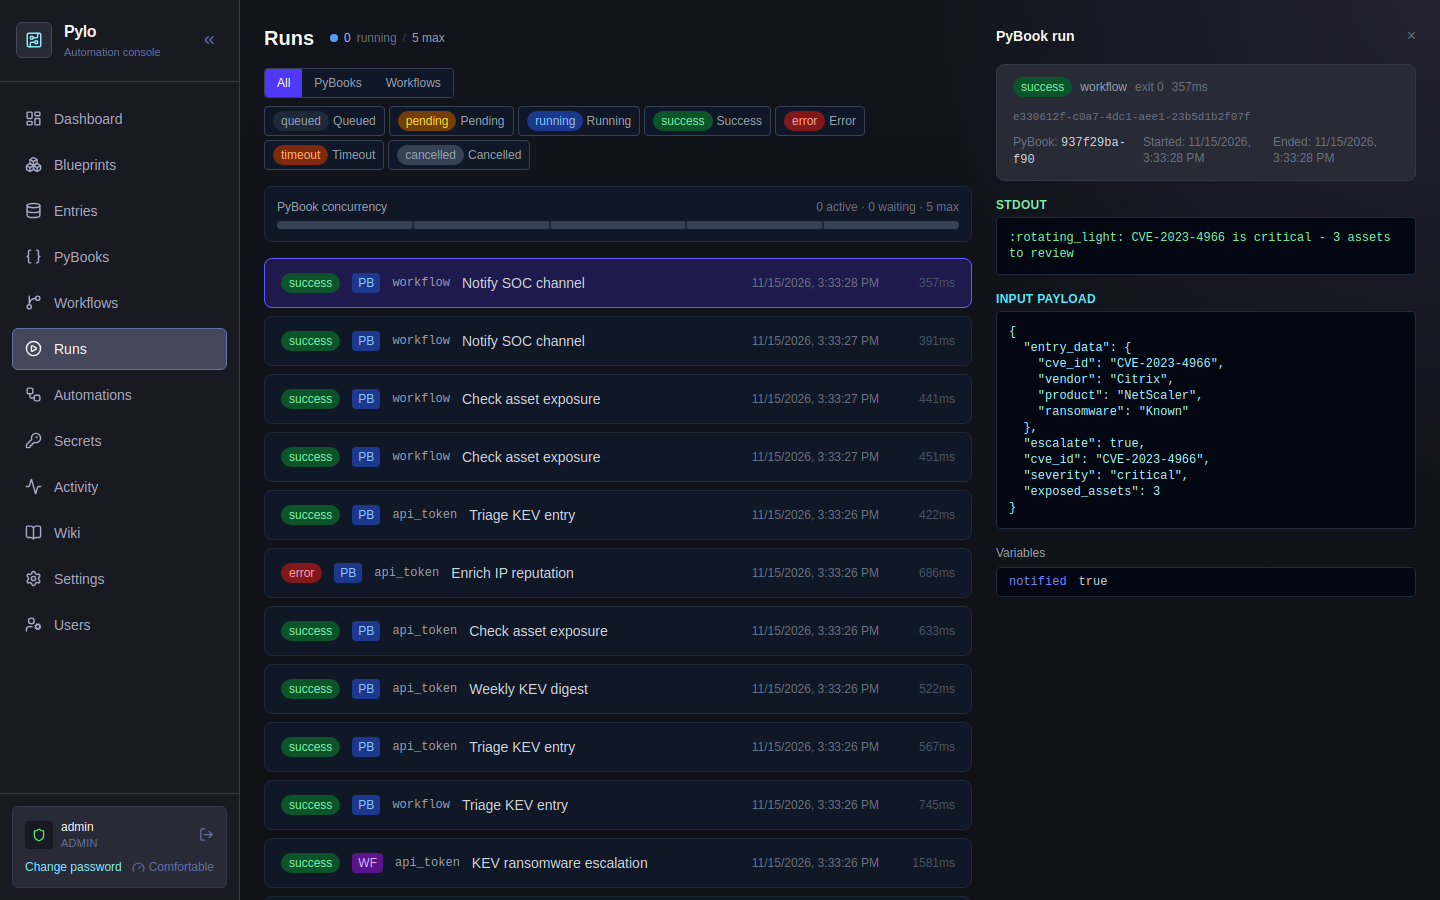 Pylo
Automation console
Dashboard
Blueprints
Entries
PyBooks
Workflows
Runs
Automations
Secrets
Activity
Wiki
Settings
Users
admin
ADMIN
Change password Comfortable
Runs 0 running / 5 max
All PyBooks Workflows
queued Queued pending Pending running Running success Success error Error
timeout Timeout cancelled Cancelled
PyBook concurrency 0 active · 0 waiting · 5 max
success PB workflow Notify SOC channel 11/15/2026, 3:33:28 PM 357ms
success PB workflow Notify SOC channel 11/15/2026, 3:33:27 PM 391ms
success PB workflow Check asset exposure 11/15/2026, 3:33:27 PM 441ms
success PB workflow Check asset exposure 11/15/2026, 3:33:27 PM 451ms
success PB api_token Triage KEV entry 11/15/2026, 3:33:26 PM 422ms
error PB api_token Enrich IP reputation 11/15/2026, 3:33:26 PM 686ms
success PB api_token Check asset exposure 11/15/2026, 3:33:26 PM 633ms
success PB api_token Weekly KEV digest 11/15/2026, 3:33:26 PM 522ms
success PB api_token Triage KEV entry 11/15/2026, 3:33:26 PM 567ms
success PB workflow Triage KEV entry 11/15/2026, 3:33:26 PM 745ms
success WF api_token KEV ransomware escalation 11/15/2026, 3:33:26 PM 1581ms
PyBook run ×
success workflow exit 0 357ms
e330612f-c0a7-4dc1-aee1-23b5d1b2f07f
PyBook: 937f29ba- Started: 11/15/2026, Ended: 11/15/2026,
f90 3:33:28 PM 3:33:28 PM
STDOUT
:rotating_light: CVE-2023-4966 is critical - 3 assets
to review
INPUT PAYLOAD
{
"entry_data": {
"cve_id": "CVE-2023-4966",
"vendor": "Citrix",
"product": "NetScaler",
"ransomware": "Known"
},
"escalate": true,
"cve_id": "CVE-2023-4966",
"severity": "critical",
"exposed_assets": 3
}
Variables
notified true